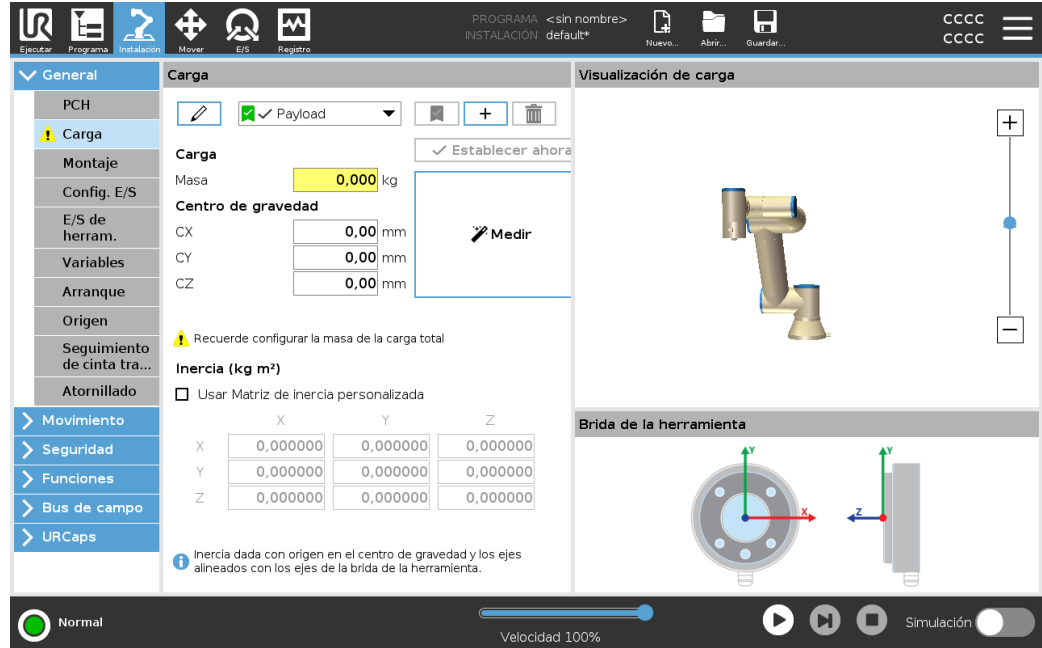 PROGRAMA <sin nombre>
INSTALACIÓN default*
CCCC
CCCC
UR
Ejecutar
Programa
Instalación
Mover
E/S
Registro
Nuevo...
Abrir...
Guardar...
General
PCH
Carga
Montaje
Config. E/S
E/S de
herram.
Variables
Arranque
Origen
Seguimiento
de cinta tra...
Atornillado
Movimiento
Seguridad
Funciones
Bus de campo
URCaps
Carga
Payload
+
Establecer ahora
Carga
Masa 0,000 kg
Centro de gravedad
CX 0,00 mm
CY 0,00 mm
CZ 0,00 mm
Medir
Recuerde configurar la masa de la carga total
Inercia (kg m²)
Usar Matriz de inercia personalizada
X Y Z
X 0,000000 0,000000 0,000000
Y 0,000000 0,000000 0,000000
Z 0,000000 0,000000 0,000000
Inercia dada con origen en el centro de gravedad y los ejes
alineados con los ejes de la brida de la herramienta.
Visualización de carga
Brida de la herramienta
Y
X
Y
Z
Normal
Velocidad 100%
Simulación